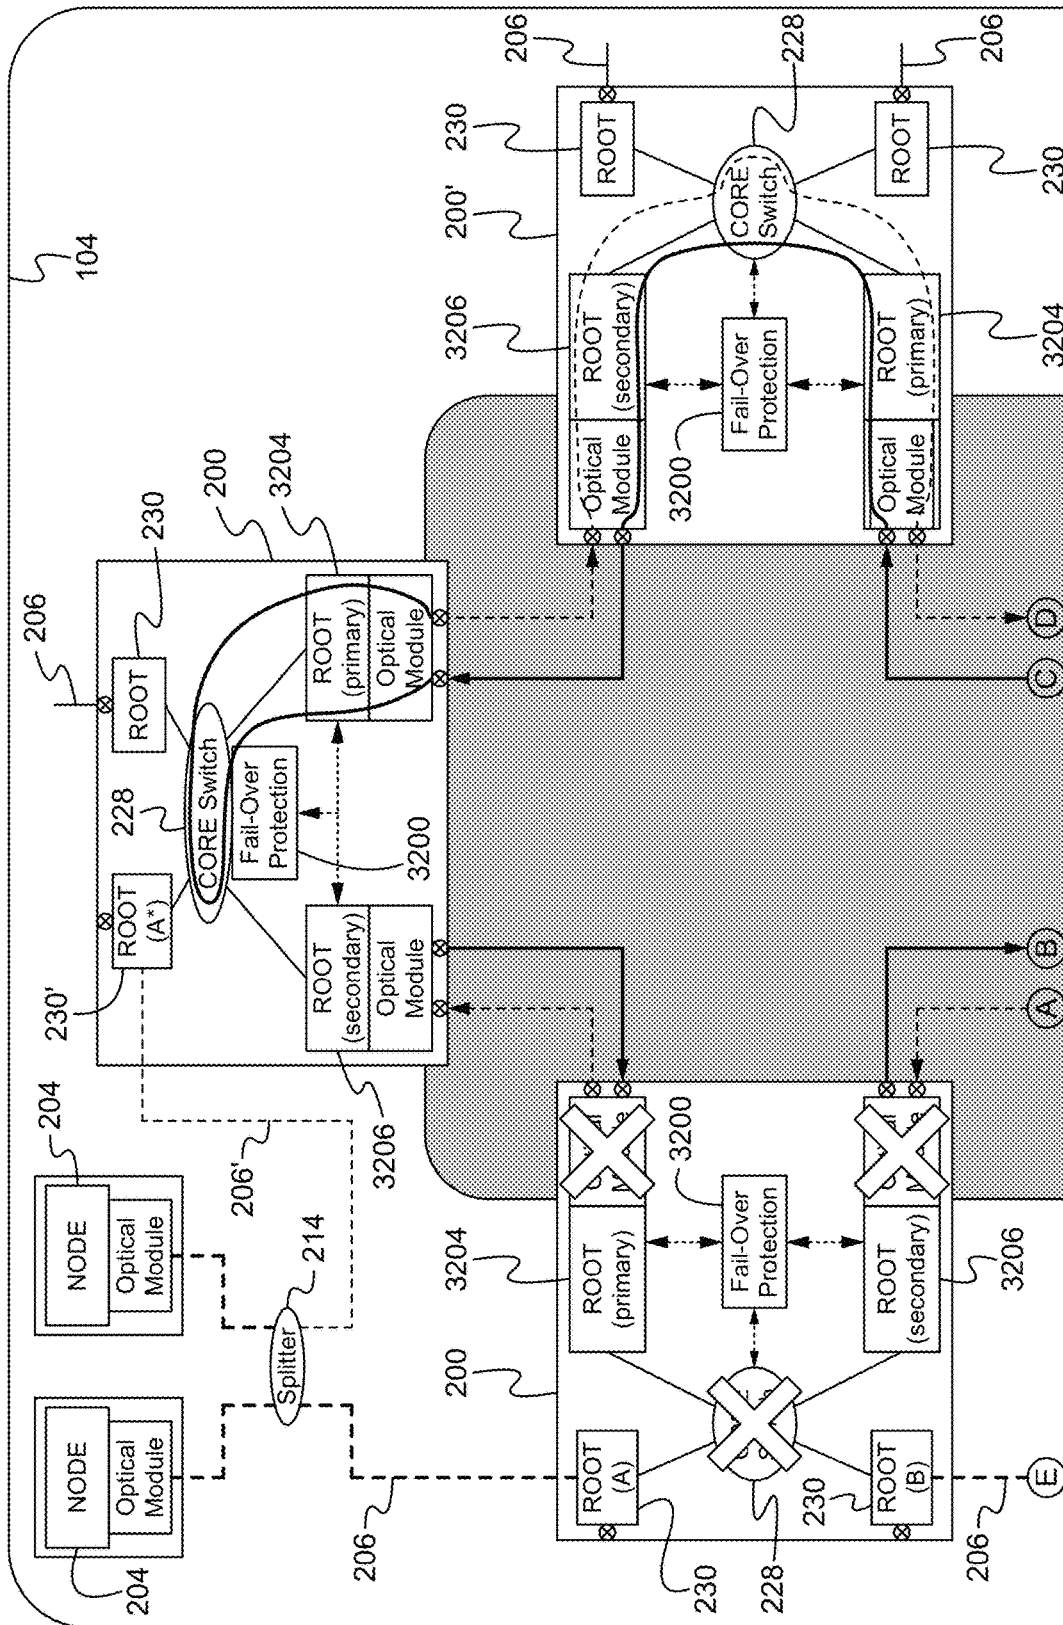 104
204
NODE
Optical
Module
204
NODE
Optical
Module
Splitter
214
206
206'
206
230'
ROOT
(A*)
ROOT
230
200
228
CORE Switch
Fail-Over
Protection
3200
ROOT
(secondary)
Optical
Module
3206
ROOT
(primary)
Optical
Module
3204
200
ROOT
(A)
230
228
230
ROOT
(B)
206
E
3204
ROOT
(primary)
Fail-Over
Protection
3200
ROOT
(secondary)
3206
A
B
C
D
200'
3206
Optical
Module
ROOT
(secondary)
3200
Fail-Over
Protection
CORE
Switch
228
Optical
Module
ROOT
(primary)
3204
230
ROOT
206
ROOT
230
206